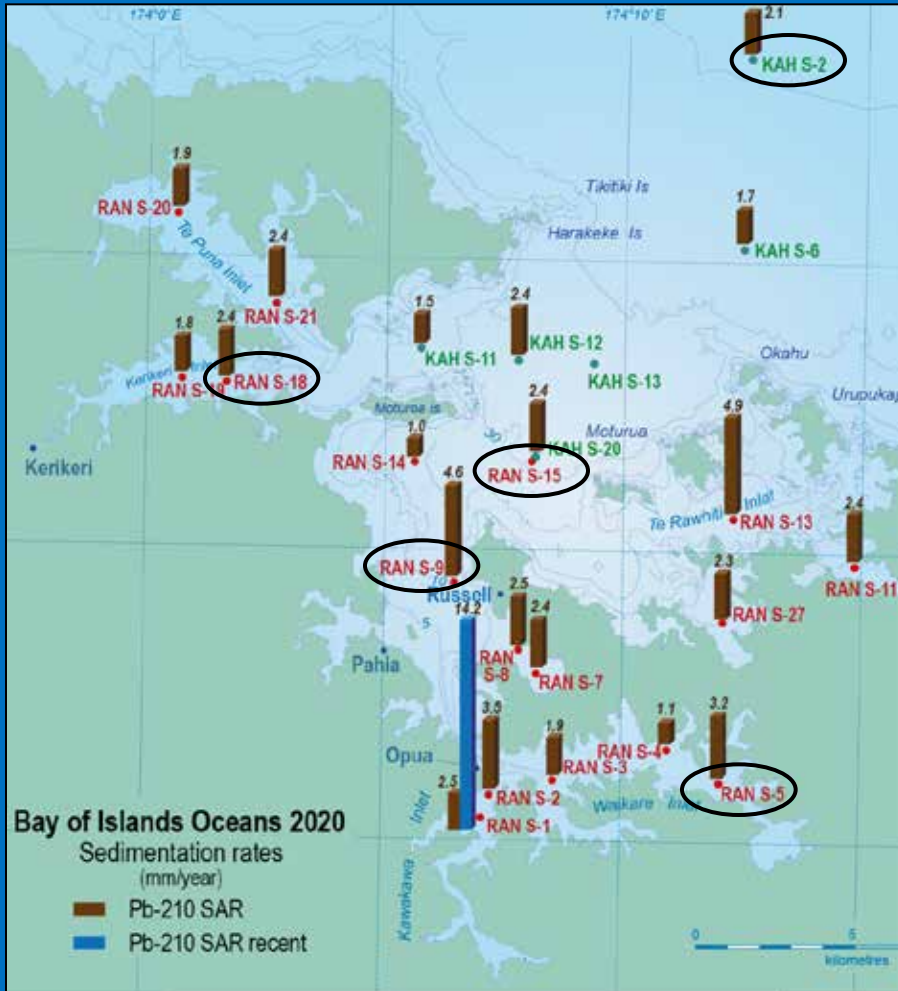 174°0' E
174°10' E
2.1
KAH S-2
1.9
RAN S-20
Tikitiki Is
1.7
Te Puna Inlet
Harakeke Is
KAH S-6
2.4
RAN S-21
1.5
2.4
1.8
2.4
KAH S-11
KAH S-12
Okahu
Kerikeri
RAN S-18
KAH S-13
Moturoa is
2.4
4.9
1.0
Moturua
Kerikeri
RAN S-14
KAH S-20
RAN S-15
4.6
Te Rawhiti Inlet
RAN S-13
2.4
RAN S-9
2.3
Russell
2.5
RAN S-11
14.2
2.4
RAN S-27
5
Pahia
RAN
S-8
RAN S-7
3.5
1.9
1.1
3.2
RAN S-4
Opua
RAN S-3
2.5
RAN S-2
Waikare Inlet
RAN S-5
RAN S-1
Kawakawa Inlet
Bay of Islands Oceans 2020
Sedimentation rates
(mm/year)
Pb-210 SAR
Pb-210 SAR recent
0
5
kilometres